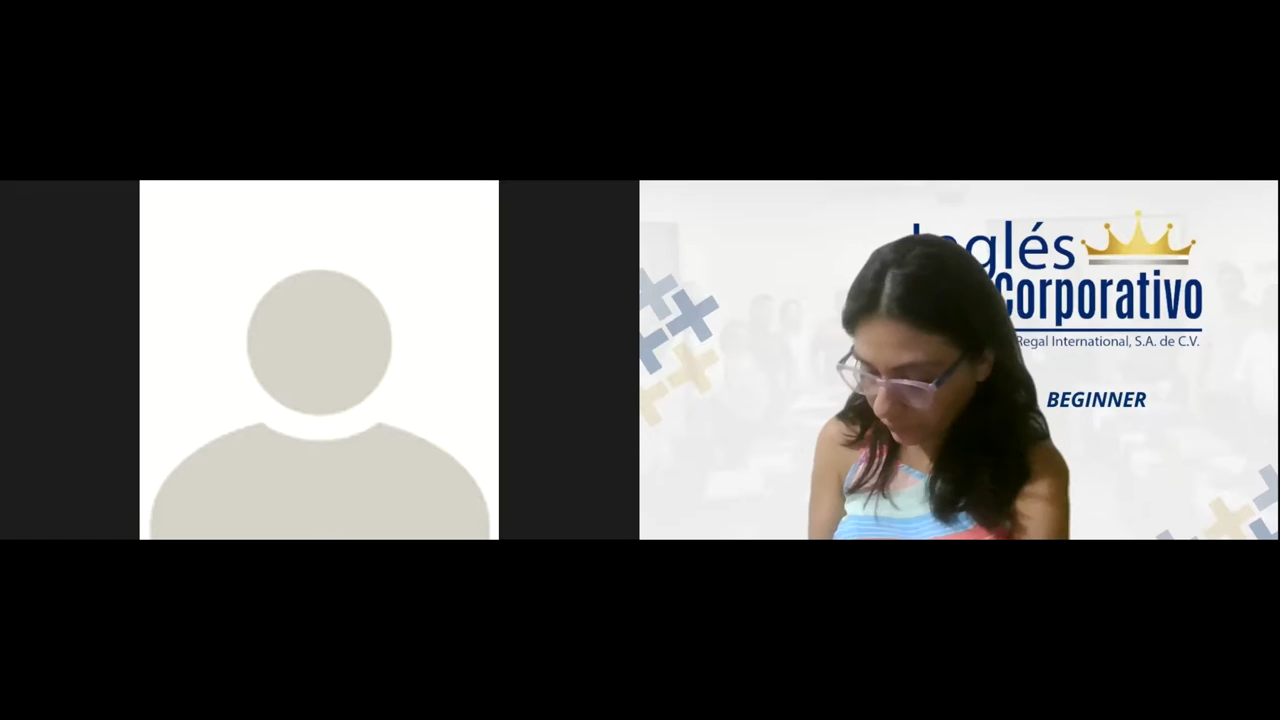 Inglés
Corporativo
Regal International, S.A. de C.V.
BEGINNER